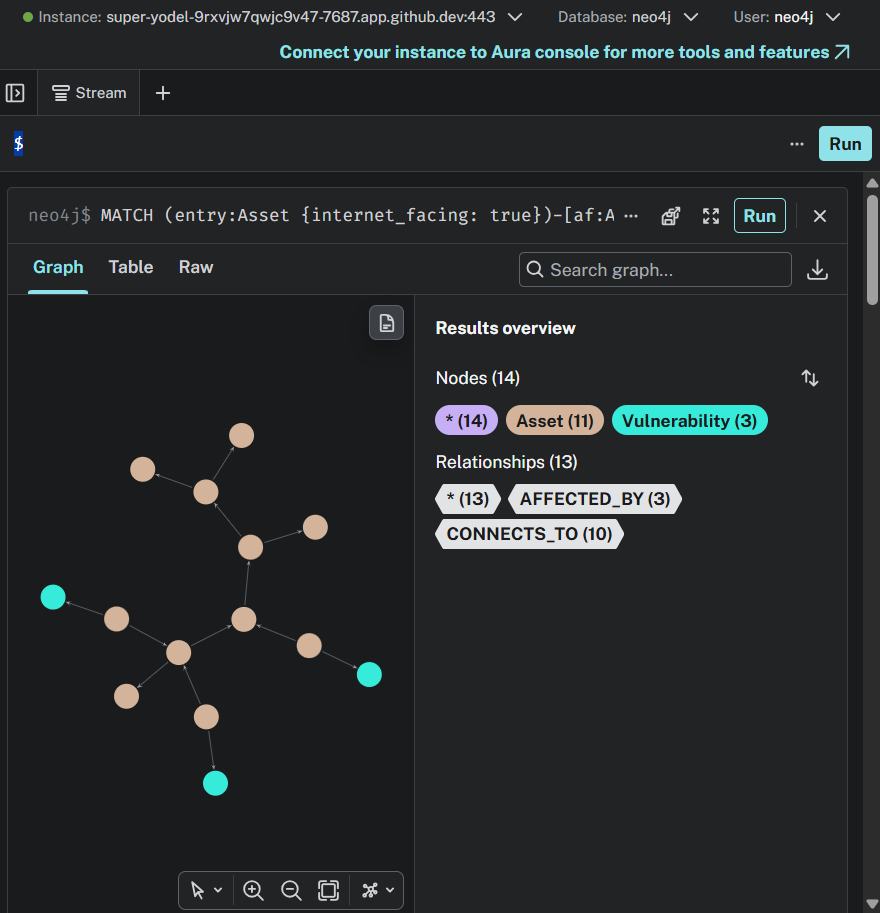 Instance: super-yodel-9rxvjw7qwjc9v47-7687.app.github.dev:443 Database: neo4j User: neo4j
Connect your instance to Aura console for more tools and features
Stream
$
Run
neo4j$ MATCH (entry:Asset {internet_facing: true})-[af:A ...
Run
Graph Table Raw
Search graph...
Results overview
Nodes (14)
* (14) Asset (11) Vulnerability (3)
Relationships (13)
* (13) AFFECTED_BY (3)
CONNECTS_TO (10)